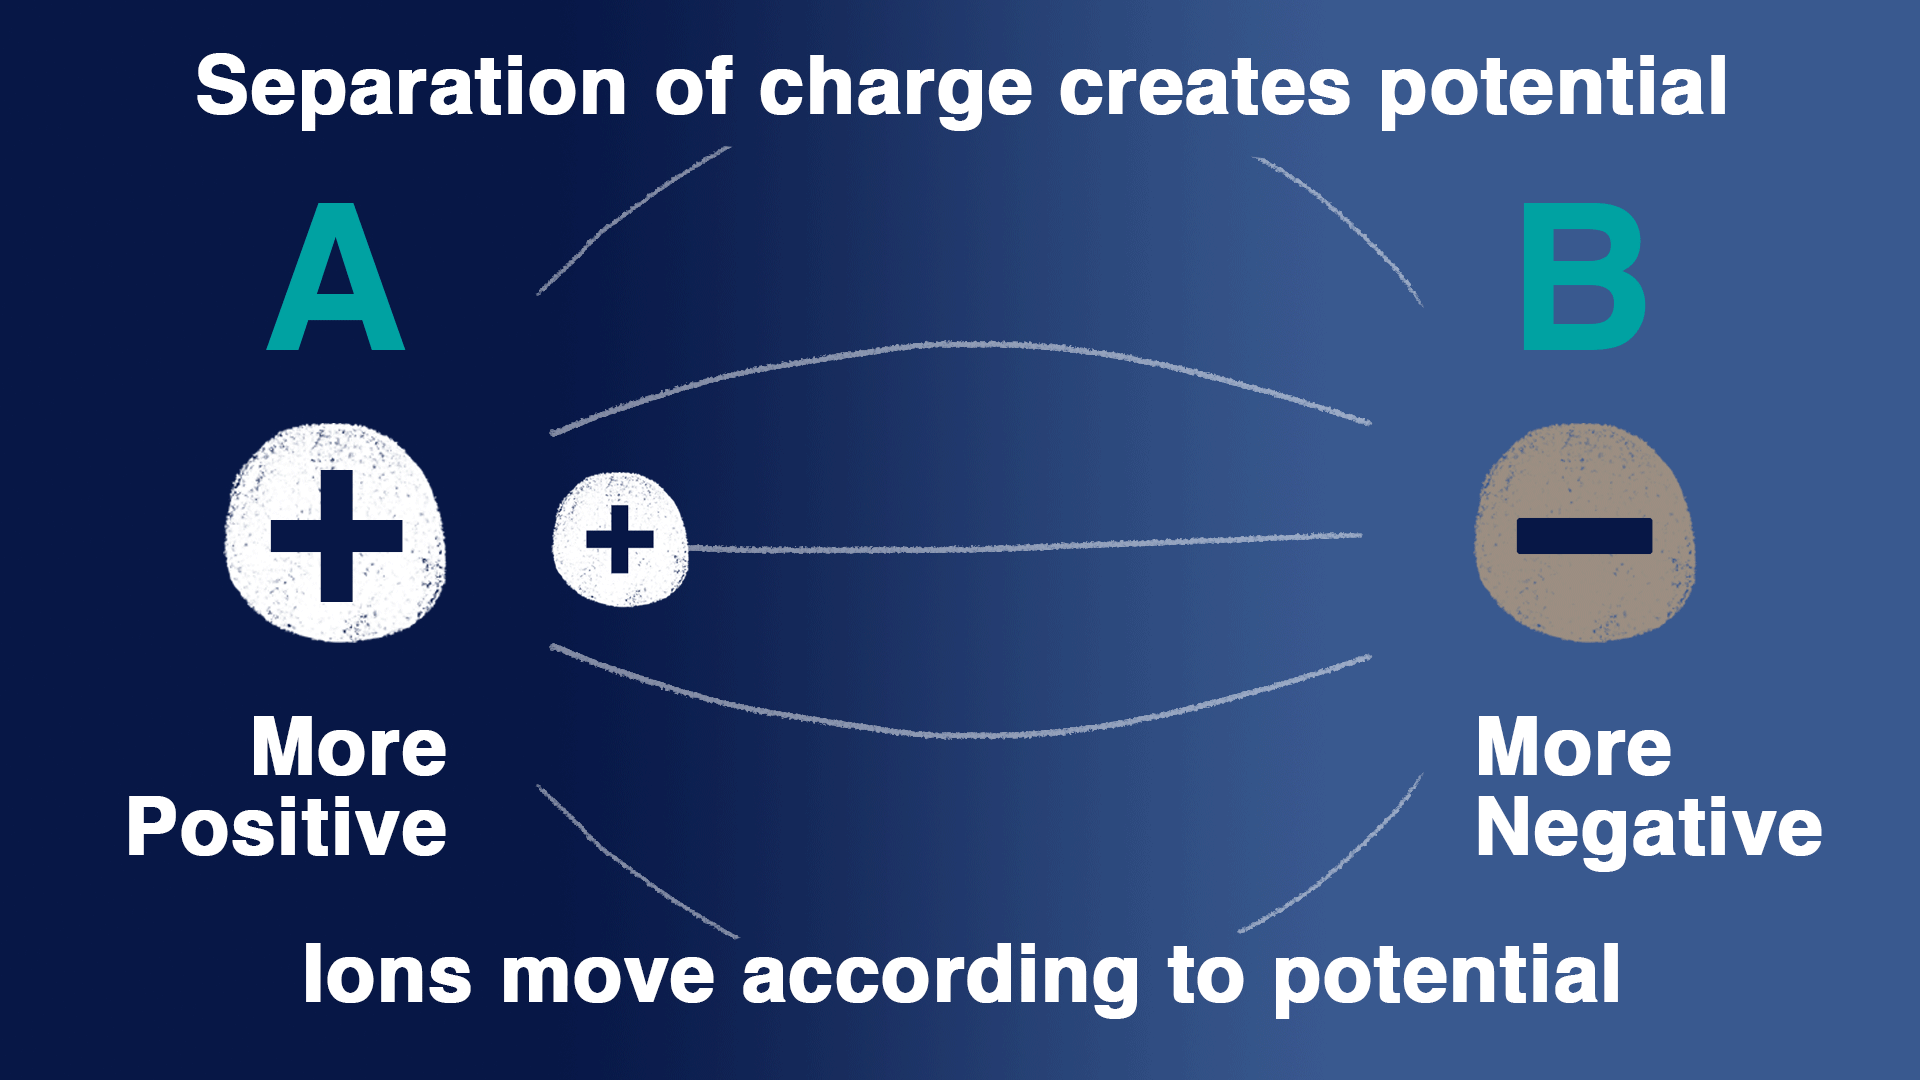 Separation of charge creates potential
A
B
+
+
−
More
Positive
More
Negative
Ions move according to potential